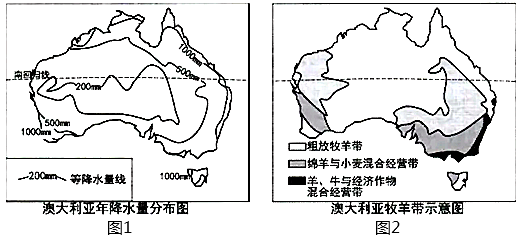 1000mm
500mm
南回归线
200mm
500mm
1000mm
1000mm
200mm 等降水量线
澳大利亚年降水量分布图
图1
粗放牧羊带
绵羊与小麦混合经营带
羊、牛与经济作物
混合经营带
澳大利亚牧羊带示意图
图2